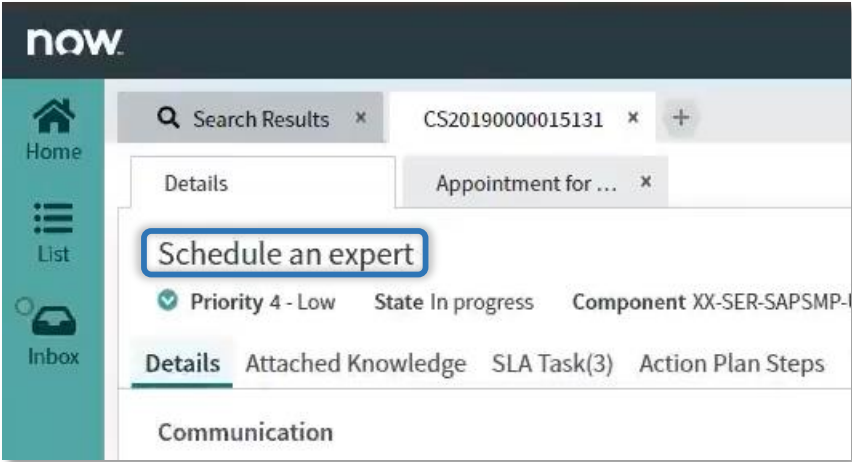 now.
Home
List
Inbox
Search Results × CS20190000015131 × +
Details Appointment for ... ×
Schedule an expert
Priority 4 - Low State In progress Component XX-SER-SAPSMP-
Details Attached Knowledge SLA Task(3) Action Plan Steps
Communication